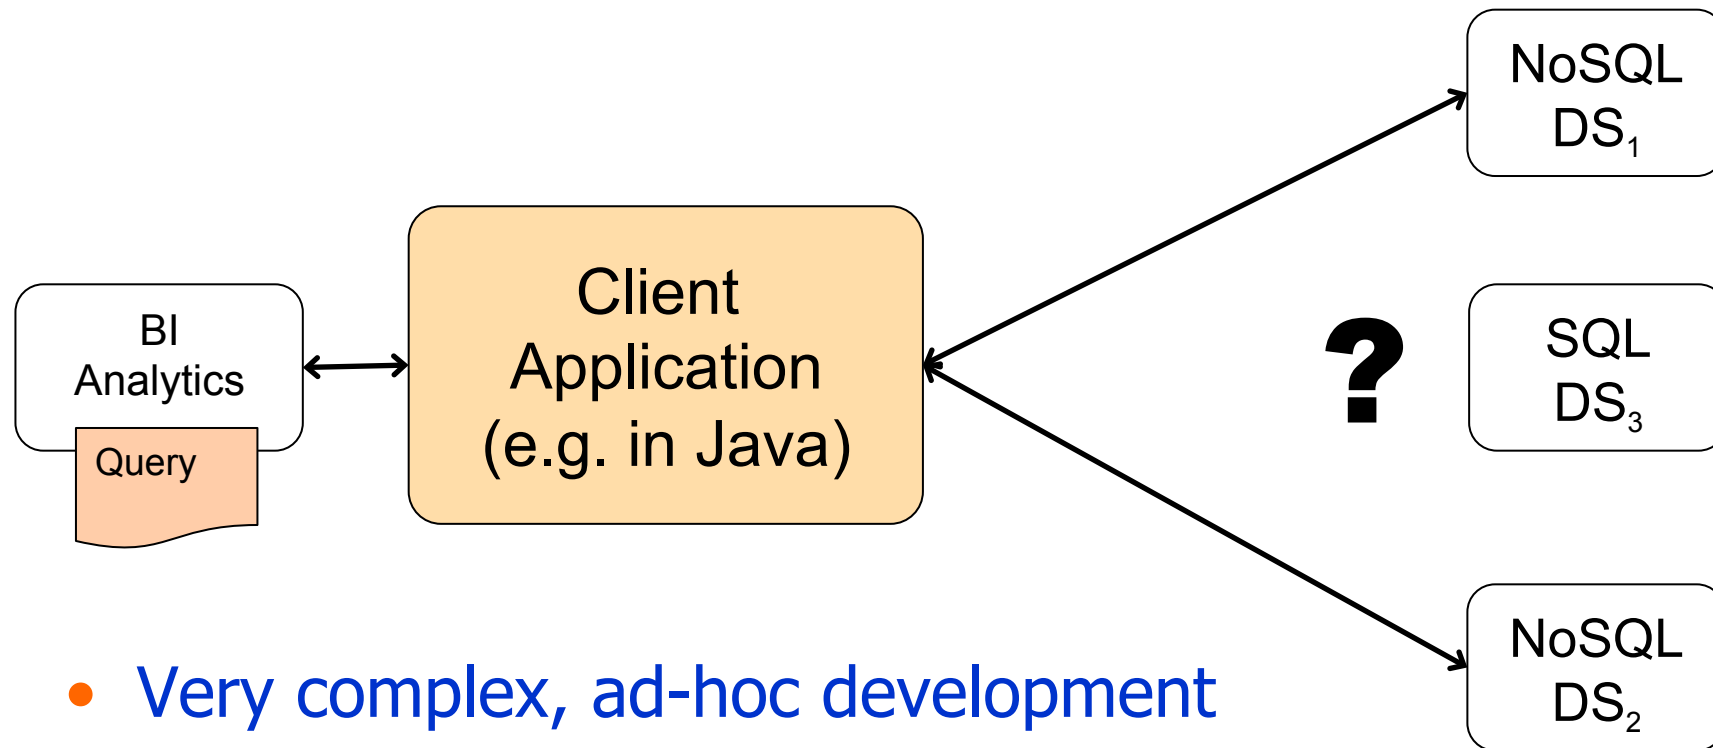 NoSQL
DS₁
Client
Application
(e.g. in Java)
BI
Analytics
Query
?
SQL
DS₃
NoSQL
DS₂
• Very complex, ad-hoc development